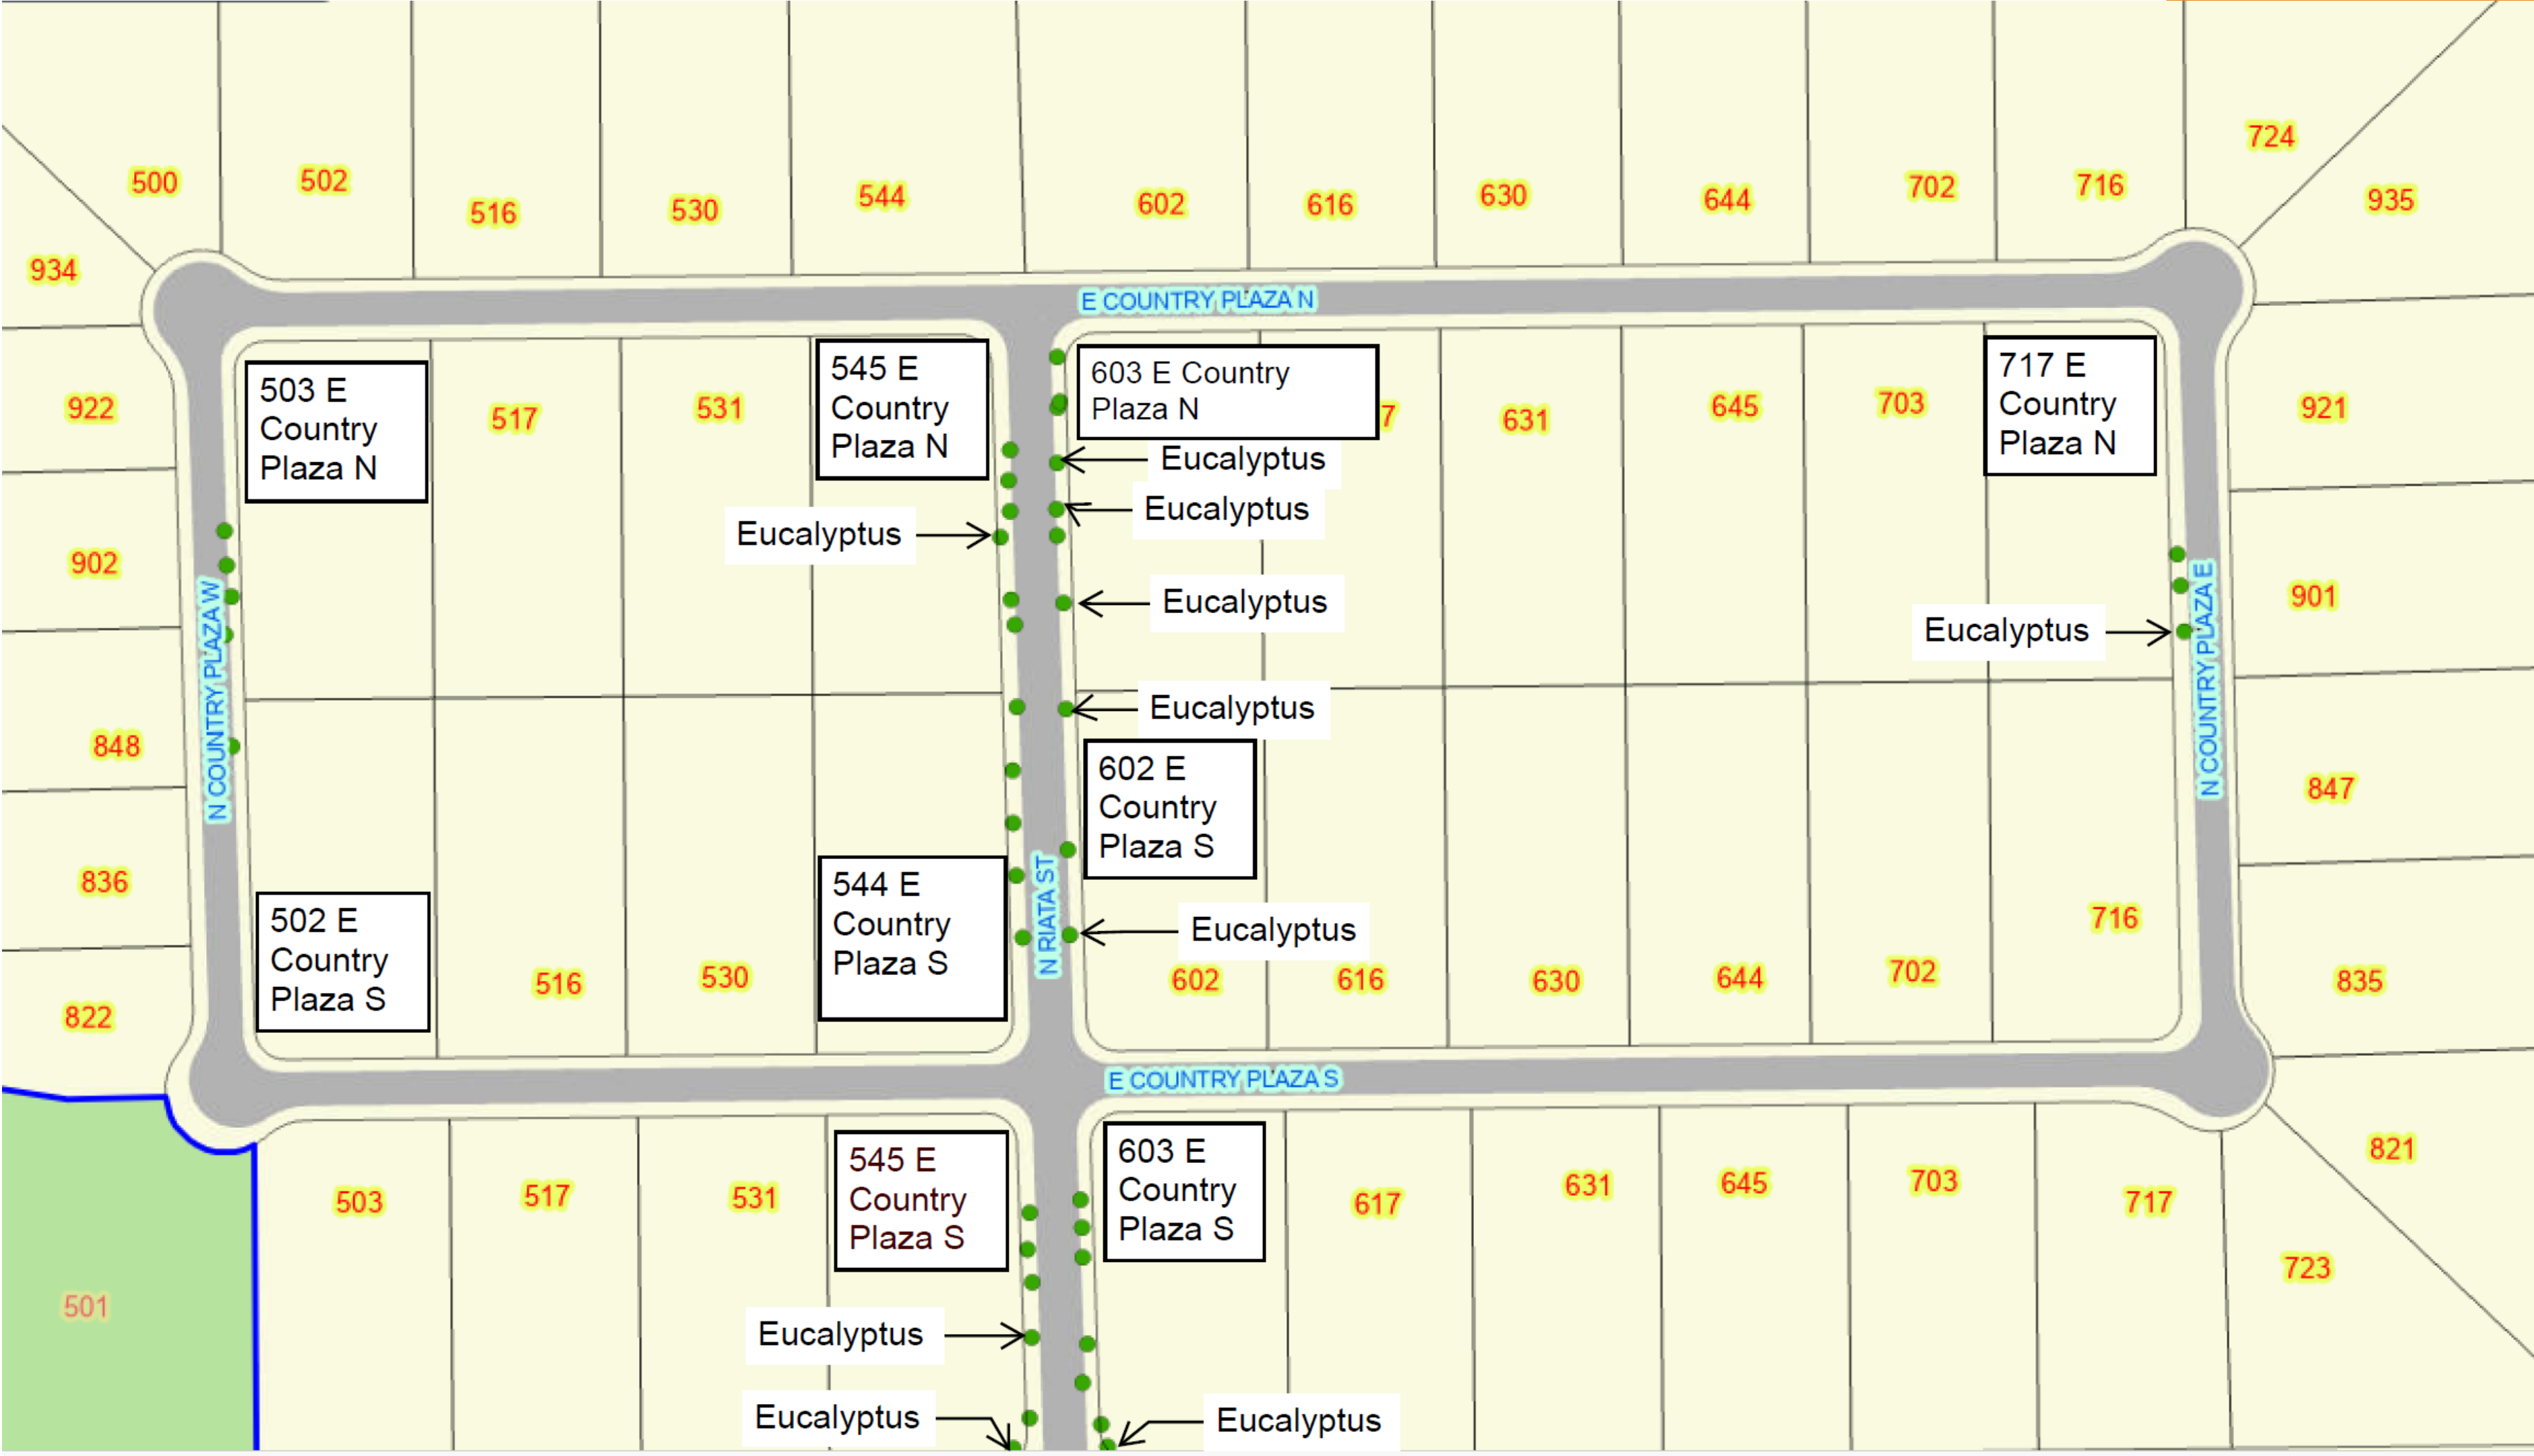 724
500
502
516
530
544
602
616
630
644
702
716
935
934
E COUNTRY PLAZA N
503 E
Country
Plaza N
545 E
Country
Plaza N
603 E Country
Plaza N
717 E
Country
Plaza N
922
517
531
7
631
645
703
921
Eucalyptus
Eucalyptus
Eucalyptus
902
Eucalyptus
901
Eucalyptus
N COUNTRY PLAZA W
N COUNTRY PLAZA E
848
Eucalyptus
602 E
Country
Plaza S
847
836
544 E
Country
Plaza S
N RIATA ST
502 E
Country
Plaza S
Eucalyptus
716
516
530
602
616
630
644
702
835
822
E COUNTRY PLAZA S
545 E
Country
Plaza S
603 E
Country
Plaza S
821
503
517
531
617
631
645
703
717
723
501
Eucalyptus
Eucalyptus
Eucalyptus